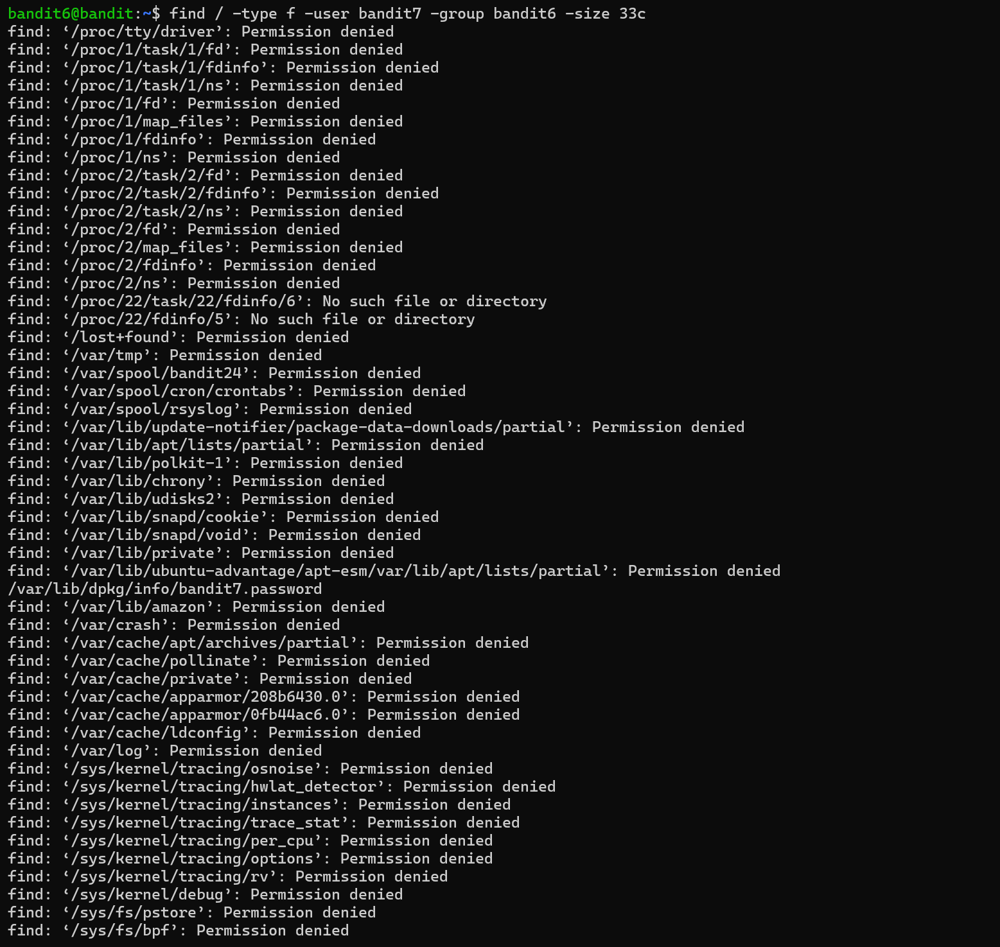 bandit6@bandit:~$ find / -type f -user bandit7 -group bandit6 -size 33c
find: ‘/proc/tty/driver’: Permission denied
find: ‘/proc/1/task/1/fd’: Permission denied
find: ‘/proc/1/task/1/fdinfo’: Permission denied
find: ‘/proc/1/task/1/ns’: Permission denied
find: ‘/proc/1/fd’: Permission denied
find: ‘/proc/1/map_files’: Permission denied
find: ‘/proc/1/fdinfo’: Permission denied
find: ‘/proc/1/ns’: Permission denied
find: ‘/proc/2/task/2/fd’: Permission denied
find: ‘/proc/2/task/2/fdinfo’: Permission denied
find: ‘/proc/2/task/2/ns’: Permission denied
find: ‘/proc/2/fd’: Permission denied
find: ‘/proc/2/map_files’: Permission denied
find: ‘/proc/2/fdinfo’: Permission denied
find: ‘/proc/2/ns’: Permission denied
find: ‘/proc/22/task/22/fdinfo/6’: No such file or directory
find: ‘/proc/22/fdinfo/5’: No such file or directory
find: ‘/lost+found’: Permission denied
find: ‘/var/tmp’: Permission denied
find: ‘/var/spool/bandit24’: Permission denied
find: ‘/var/spool/cron/crontabs’: Permission denied
find: ‘/var/spool/rsyslog’: Permission denied
find: ‘/var/lib/update-notifier/package-data-downloads/partial’: Permission denied
find: ‘/var/lib/apt/lists/partial’: Permission denied
find: ‘/var/lib/polkit-1’: Permission denied
find: ‘/var/lib/chrony’: Permission denied
find: ‘/var/lib/udisks2’: Permission denied
find: ‘/var/lib/snapd/cookie’: Permission denied
find: ‘/var/lib/snapd/void’: Permission denied
find: ‘/var/lib/private’: Permission denied
find: ‘/var/lib/ubuntu-advantage/apt-esm/var/lib/apt/lists/partial’: Permission denied
/var/lib/dpkg/info/bandit7.password
find: ‘/var/lib/amazon’: Permission denied
find: ‘/var/crash’: Permission denied
find: ‘/var/cache/apt/archives/partial’: Permission denied
find: ‘/var/cache/pollinate’: Permission denied
find: ‘/var/cache/private’: Permission denied
find: ‘/var/cache/apparmor/208b6430.0’: Permission denied
find: ‘/var/cache/apparmor/0fb44ac6.0’: Permission denied
find: ‘/var/cache/ldconfig’: Permission denied
find: ‘/var/log’: Permission denied
find: ‘/sys/kernel/tracing/osnoise’: Permission denied
find: ‘/sys/kernel/tracing/hwlat_detector’: Permission denied
find: ‘/sys/kernel/tracing/instances’: Permission denied
find: ‘/sys/kernel/tracing/trace_stat’: Permission denied
find: ‘/sys/kernel/tracing/per_cpu’: Permission denied
find: ‘/sys/kernel/tracing/options’: Permission denied
find: ‘/sys/kernel/tracing/rv’: Permission denied
find: ‘/sys/kernel/debug’: Permission denied
find: ‘/sys/fs/pstore’: Permission denied
find: ‘/sys/fs/bpf’: Permission denied